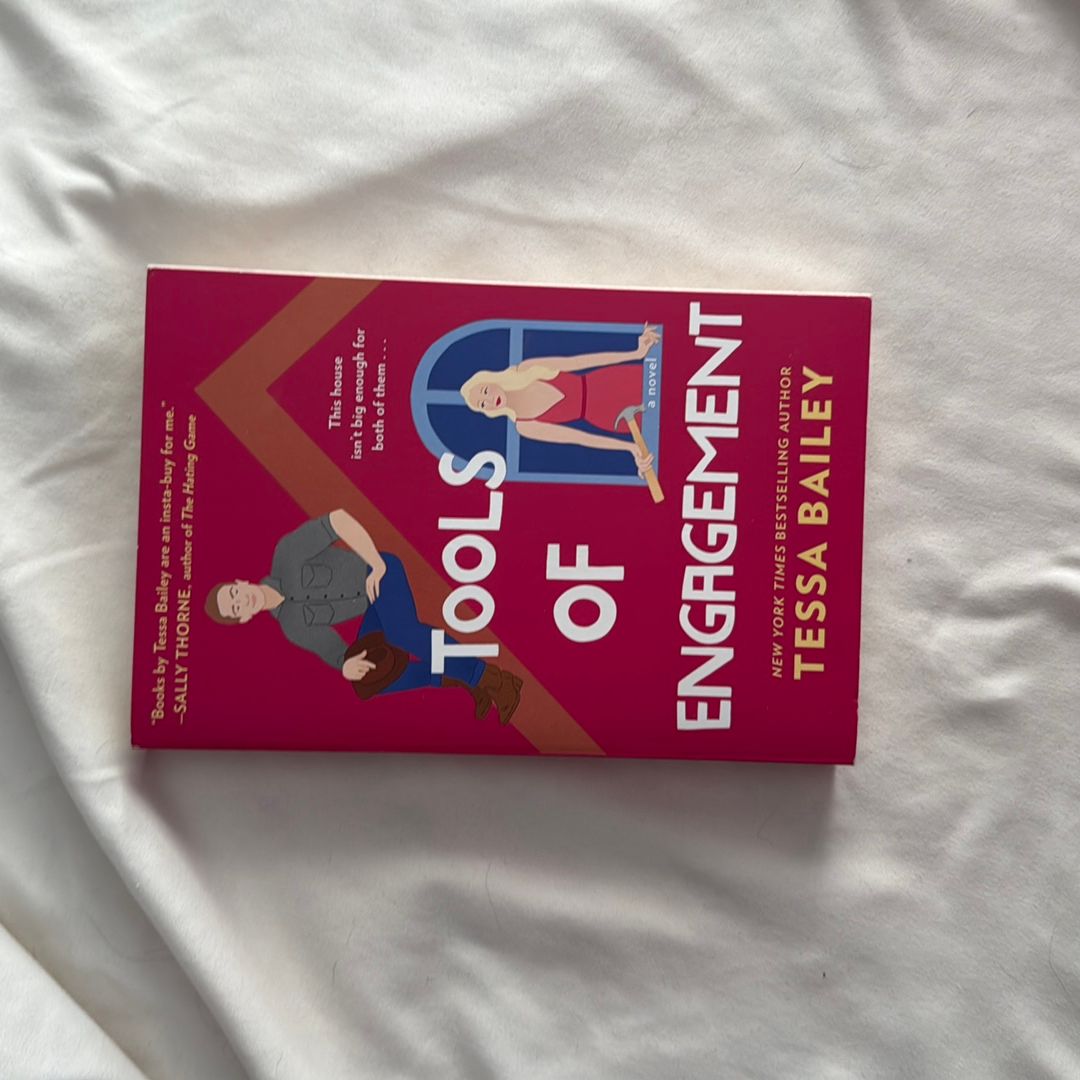 "Books by Tessa Bailey are an insta-buy for me."
—SALLY THORNE, author of The Hating Game
This house
isn't big enough for
both of them . . .
TOOLS
OF
a novel
ENGAGEMENT
NEW YORK TIMES BESTSELLING AUTHOR
TESSA BAILEY